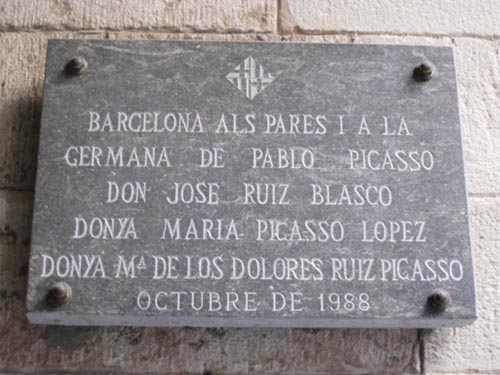 BARCELONA ALS PARES I A LA
GERMANA DE PABLO PICASSO
DON JOSE RUIZ BLASCO
DONYA MARIA PICASSO LOPEZ
DONYA Mª DE LOS DOLORES RUIZ PICASSO
OCTUBRE DE 1988